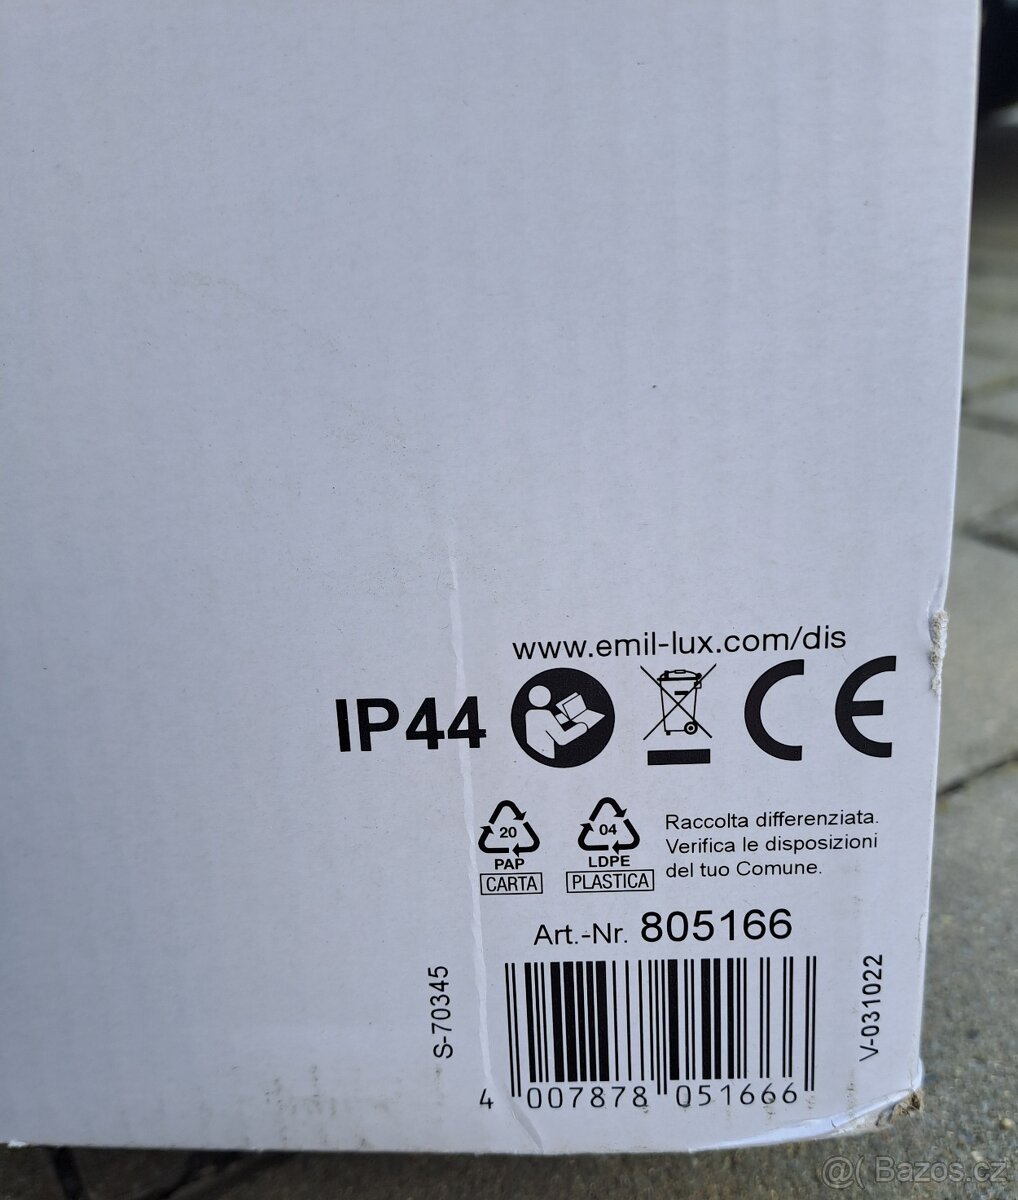 www.emil-lux.com/dis
IP44
CE
20
PAP
CARTA
04
LDPE
PLASTICA
Raccolta differenziata.
Verifica le disposizioni
del tuo Comune.
Art.-Nr. 805166
S-70345
V-031022
4 007878 051666
@( Bazos.cz